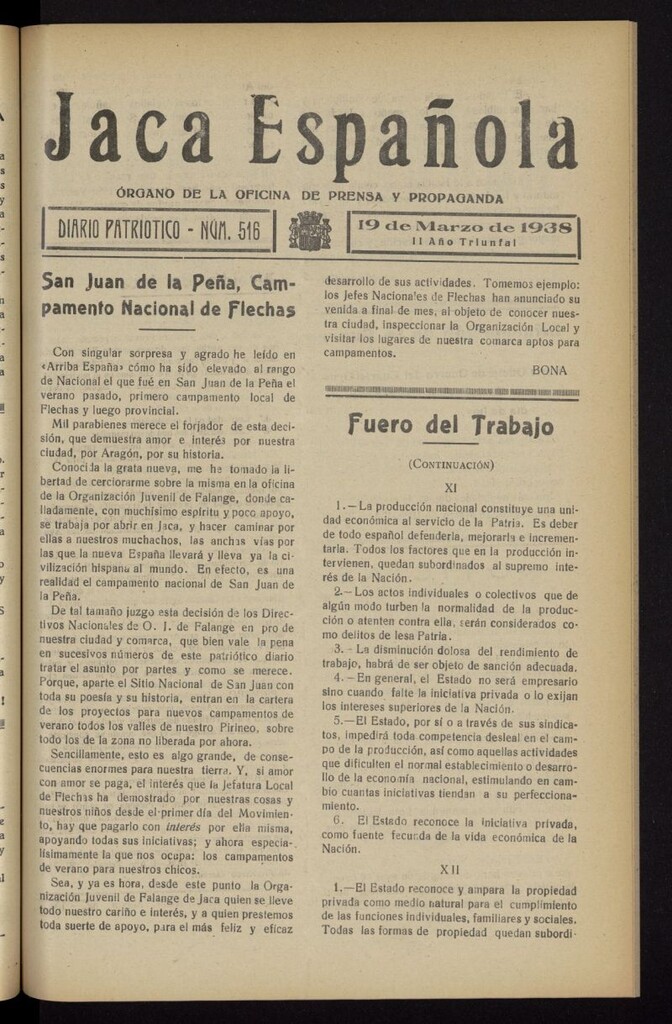 Jaca Española
ÓRGANO DE LA OFICINA DE PRENSA Y PROPAGANDA
DIARIO PATRIOTICO - NÚM. 516
19 de Marzo de 1938
II Año Triunfal
San Juan de la Peña, Cam-
pamento Nacional de Flechas
Con singular sorpresa y agrado he leído en
«Arriba España» cómo ha sido elevado al rango
de Nacional el que fué en San Juan de la Peña el
verano pasado, primero campamento local de
Flechas y luego provincial.
Mil parabienes merece el forjador de esta deci-
sión, que demuestra amor e interés por nuestra
ciudad, por Aragón, por su historia.
Conocida la grata nueva, me he tomado la li-
bertad de cerciorarme sobre la misma en la oficina
de la Organización Juvenil de Falange, donde ca-
lladamente, con muchísimo espíritu y poco apoyo,
se trabaja por abrir en Jaca, y hacer caminar por
ellas a nuestros muchachos, las anchas vías por
las que la nueva España llevará y lleva ya la ci-
vilización hispana al mundo. En efecto, es una
realidad el campamento nacional de San Juan de
la Peña.
De tal tamaño juzgo esta decisión de los Direc-
tivos Nacionales de O. J. de Falange en pro de
nuestra ciudad y comarca, que bien vale la pena
en sucesivos números de este patriótico diario
tratar el asunto por partes y como se merece.
Porque, aparte el Sitio Nacional de San Juan con
toda su poesía y su historia, entran en la cartera
de los proyectos para nuevos campamentos de
verano todos los valles de nuestro Pirineo, sobre
todo los de la zona no liberada por ahora.
Sencillamente, esto es algo grande, de conse-
cuencias enormes para nuestra tierra. Y, si amor
con amor se paga, el interés que la Jefatura Local
de Flechas ha demostrado por nuestras cosas y
nuestros niños desde el primer día del Movimien-
to, hay que pagarlo con interés por ella misma,
apoyando todas sus iniciativas; y ahora especia-
lísimamente la que nos ocupa: los campamentos
de verano para nuestros chicos.
Sea, y ya es hora, desde este punto la Orga-
nización Juvenil de Falange de Jaca quien se lleve
todo nuestro cariño e interés, y a quien prestemos
toda suerte de apoyo, para el más feliz y eficaz
desarrollo de sus actividades. Tomemos ejemplo:
los Jefes Nacionales de Flechas han anunciado su
venida a final de mes, al objeto de conocer nues-
tra ciudad, inspeccionar la Organización Local y
visitar los lugares de nuestra comarca aptos para
campamentos.
BONA
Fuero del Trabajo
(CONTINUACIÓN)
XI
1.—La producción nacional constituye una uni-
dad económica al servicio de la Patria. Es deber
de todo español defenderla, mejorarla e incremen-
tarla. Todos los factores que en la producción in-
tervienen, quedan subordinados al supremo inte-
rés de la Nación.
2.—Los actos individuales o colectivos que de
algún modo turben la normalidad de la produc-
ción o atenten contra ella, serán considerados co-
mo delitos de lesa Patria.
3. - La disminución dolosa del rendimiento de
trabajo, habrá de ser objeto de sanción adecuada.
4.—En general, el Estado no será empresario
sino cuando falte la iniciativa privada o lo exijan
los intereses superiores de la Nación.
5.—El Estado, por sí o a través de sus sindica-
tos, impedirá toda competencia desleal en el cam-
po de la producción, así como aquellas actividades
que dificulten el normal establecimiento o desarro-
llo de la economía nacional, estimulando en cam-
bio cuantas iniciativas tiendan a su perfecciona-
miento.
6. El Estado reconoce la iniciativa privada,
como fuente fecunda de la vida económica de la
Nación.
XII
1.—El Estado reconoce y ampara la propiedad
privada como medio natural para el cumplimiento
de las funciones individuales, familiares y sociales.
Todas las formas de propiedad quedan subordi-